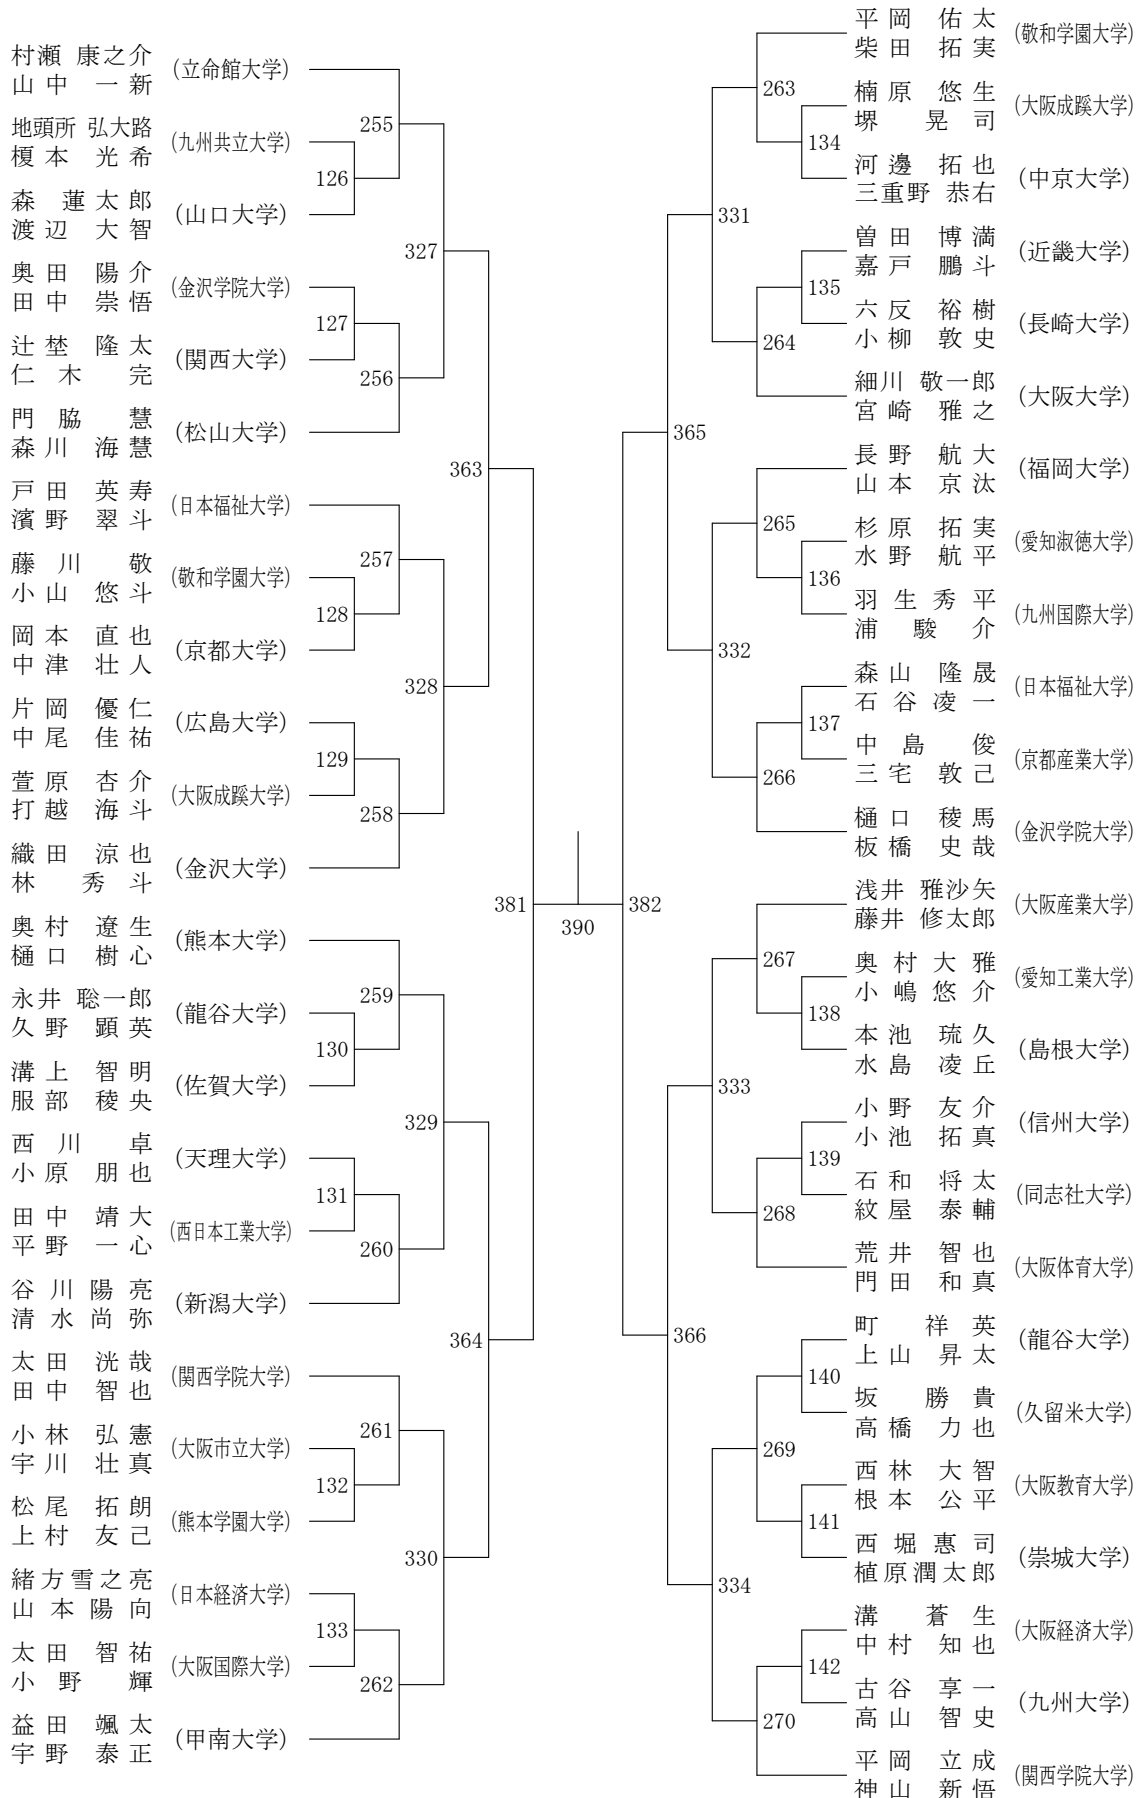 村瀬 康之介
山中 一新
(立命館大学)
地頭所 弘大路
榎本 光希
(九州共立大学)
森 蓮太郎
渡辺 大智
(山口大学)
奥田 陽介
田中 崇悟
(金沢学院大学)
辻埜 隆太
仁木 完
(関西大学)
門脇 慧
森川 海慧
(松山大学)
戸田 英寿
濱野 翠斗
(日本福祉大学)
藤川 敬
小山 悠斗
(敬和学園大学)
岡本 直也
中津 壮人
(京都大学)
片岡 優仁
中尾 佳祐
(広島大学)
萱原 杏介
打越 海斗
(大阪成蹊大学)
織田 涼也
林 秀斗
(金沢大学)
奥村 遼生
樋口 樹心
(熊本大学)
永井 聡一郎
久野 顕英
(龍谷大学)
溝上 智明
服部 稜央
(佐賀大学)
西川 卓
小原 朋也
(天理大学)
田中 靖大
平野 一心
(西日本工業大学)
谷川 陽亮
清水 尚弥
(新潟大学)
太田 洸哉
田中 智也
(関西学院大学)
小林 弘憲
宇川 壮真
(大阪市立大学)
松尾 拓朗
上村 友己
(熊本学園大学)
緒方 雪之亮
山本 陽向
(日本経済大学)
太田 智祐
小野 輝
(大阪国際大学)
益田 颯太
宇野 泰正
(甲南大学)
126
127
128
129
130
131
132
133
255
256
257
258
259
260
261
262
327
328
329
330
363
364
381
390
382
365
366
331
332
333
334
263
264
265
266
267
268
269
270
134
135
136
137
138
139
140
141
142
平岡 佑太
柴田 拓実
(敬和学園大学)
楠原 悠生
堺 晃司
(大阪成蹊大学)
河邊 拓也
三重野 恭右
(中京大学)
曽田 博満
嘉戸 鵬斗
(近畿大学)
六反 裕樹
小柳 敦史
(長崎大学)
細川 敬一郎
宮崎 雅之
(大阪大学)
長野 航大
山本 京汰
(福岡大学)
杉原 拓実
水野 航平
(愛知淑徳大学)
羽生 秀平
浦 駿介
(九州国際大学)
森山 隆晟
石谷 凌一
(日本福祉大学)
中島 俊
三宅 敦己
(京都産業大学)
樋口 稜馬
板橋 史哉
(金沢学院大学)
浅井 雅沙矢
藤井 修太郎
(大阪産業大学)
奥村 大雅
小嶋 悠介
(愛知工業大学)
本池 琉久
水島 凌丘
(島根大学)
小野 友介
小池 拓真
(信州大学)
石和 将太
紋屋 泰輔
(同志社大学)
荒井 智也
門田 和真
(大阪体育大学)
町 祥英
上山 昇太
(龍谷大学)
坂 勝貴
高橋 力也
(久留米大学)
西林 大智
根本 公平
(大阪教育大学)
西堀 惠司
植原 潤太郎
(崇城大学)
溝 蒼生
中村 知也
(大阪経済大学)
古谷 享一
高山 智史
(九州大学)
平岡 立成
神山 新悟
(関西学院大学)